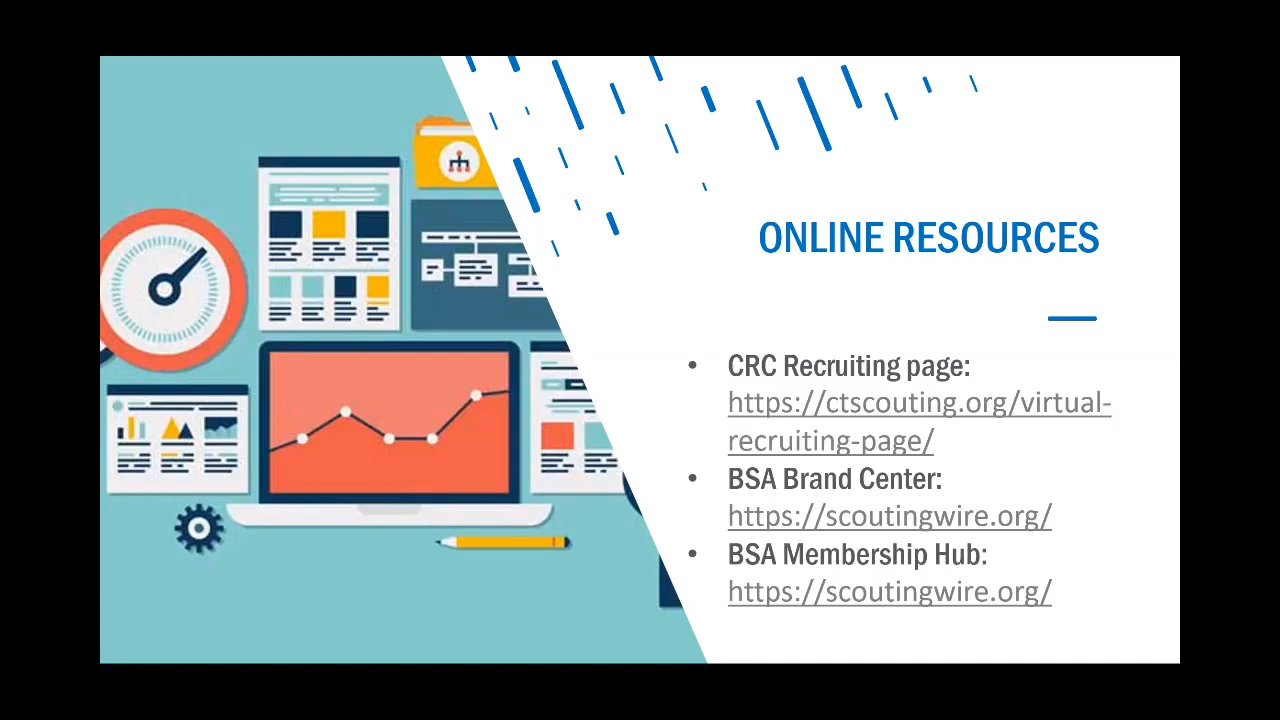 ONLINE RESOURCES
• CRC Recruiting page:
https://ctscouting.org/virtual-
recruiting-page/
• BSA Brand Center:
https://scoutingwire.org/
• BSA Membership Hub:
https://scoutingwire.org/